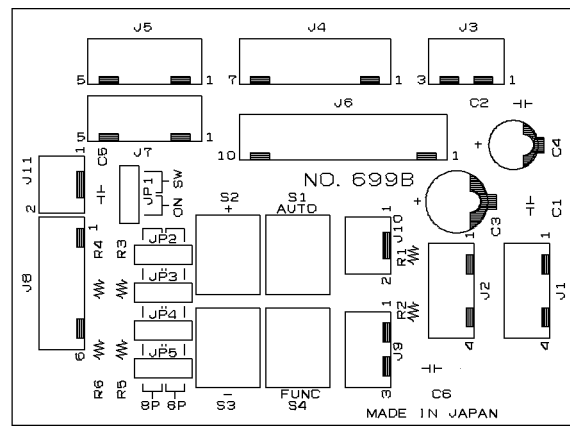 J5 J4 J3
5 1 7 1 3 1
C2
J6
5 1 10 1
C5 J7 C4
J11 1 2
JP1 SW ON
NO. 699B
C1
C3
S2 + S1 AUTO
J10 1 2
R4 R3
JP2
R1
J8 1 6
J2 1 4
J1 1 4
JP3
R2
JP4
J9 1 3
JP5
R6 R5
8P 6P
- S3
FUNC S4
C6
MADE IN JAPAN